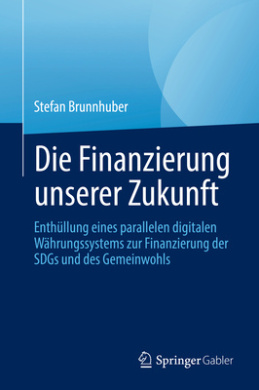 Stefan Brunnhuber
Die Finanzierung
unserer Zukunft
Enthüllung eines parallelen digitalen
Währungssystems zur Finanzierung der
SDGs und des Gemeinwohls
Springer Gabler